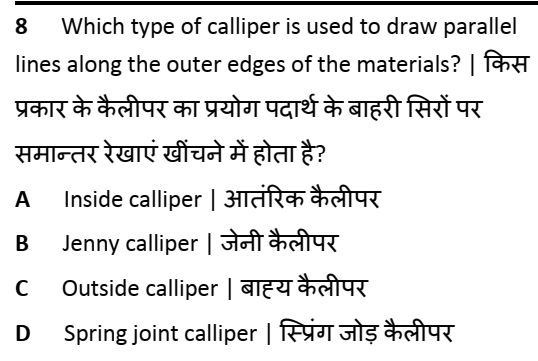 8 Which type of calliper is used to draw parallel
lines along the outer edges of the materials? | किस
प्रकार के कैलीपर का प्रयोग पदार्थ के बाहरी सिरों पर
समान्तर रेखाएं खींचने में होता है?
A Inside calliper | आतंरिक कैलीपर
B Jenny calliper | जेनी कैलीपर
C Outside calliper | बाह्य कैलीपर
D Spring joint calliper | स्प्रिंग जोड़ कैलीपर